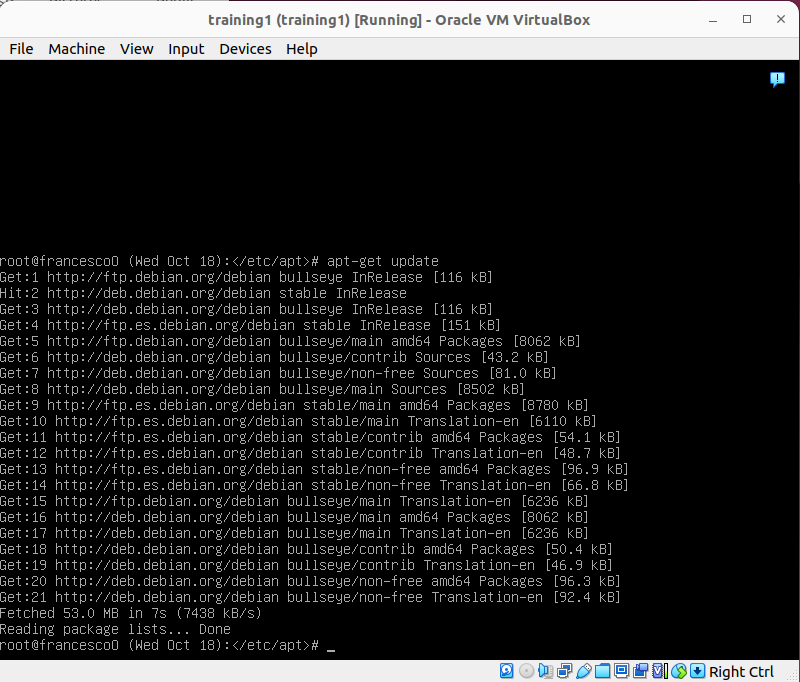 training1 (training1) [Running] - Oracle VM VirtualBox
File Machine View Input Devices Help
root@francesco0 (Wed Oct 18):</etc/apt># apt-get update
Get:1 http://ftp.debian.org/debian bullseye InRelease [116 kB]
Hit:2 http://deb.debian.org/debian stable InRelease
Get:3 http://deb.debian.org/debian bullseye InRelease [116 kB]
Get:4 http://ftp.es.debian.org/debian stable InRelease [151 kB]
Get:5 http://ftp.debian.org/debian bullseye/main amd64 Packages [8062 kB]
Get:6 http://deb.debian.org/debian bullseye/contrib Sources [43.2 kB]
Get:7 http://deb.debian.org/debian bullseye/non-free Sources [81.0 kB]
Get:8 http://deb.debian.org/debian bullseye/main Sources [8502 kB]
Get:9 http://ftp.es.debian.org/debian stable/main amd64 Packages [8780 kB]
Get:10 http://ftp.es.debian.org/debian stable/main Translation-en [6110 kB]
Get:11 http://ftp.es.debian.org/debian stable/contrib amd64 Packages [54.1 kB]
Get:12 http://ftp.es.debian.org/debian stable/contrib Translation-en [48.7 kB]
Get:13 http://ftp.es.debian.org/debian stable/non-free amd64 Packages [96.9 kB]
Get:14 http://ftp.es.debian.org/debian stable/non-free Translation-en [66.8 kB]
Get:15 http://ftp.debian.org/debian bullseye/main Translation-en [6236 kB]
Get:16 http://deb.debian.org/debian bullseye/main amd64 Packages [8062 kB]
Get:17 http://deb.debian.org/debian bullseye/main Translation-en [6236 kB]
Get:18 http://deb.debian.org/debian bullseye/contrib amd64 Packages [50.4 kB]
Get:19 http://deb.debian.org/debian bullseye/contrib Translation-en [46.9 kB]
Get:20 http://deb.debian.org/debian bullseye/non-free amd64 Packages [96.3 kB]
Get:21 http://deb.debian.org/debian bullseye/non-free Translation-en [92.4 kB]
Fetched 53.0 MB in 7s (7438 kB/s)
Reading package lists... Done
root@francesco0 (Wed Oct 18):</etc/apt># _
Right Ctrl